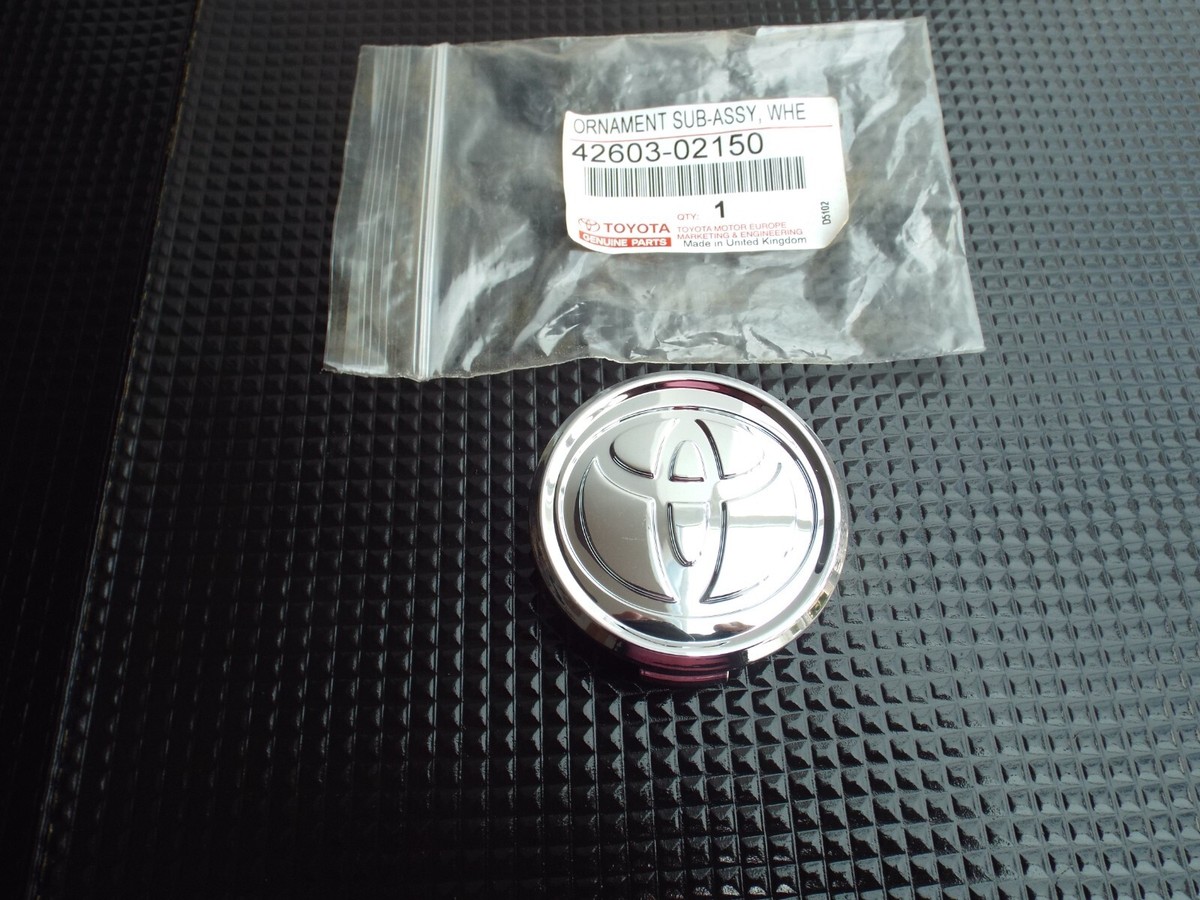 ORNAMENT SUB-ASSY, WHE
42603-02150
QTY: 1
D5102
TOYOTA
GENUINE PARTS
TOYOTA MOTOR EUROPE
MARKETING & ENGINEERING
Made in United Kingdom